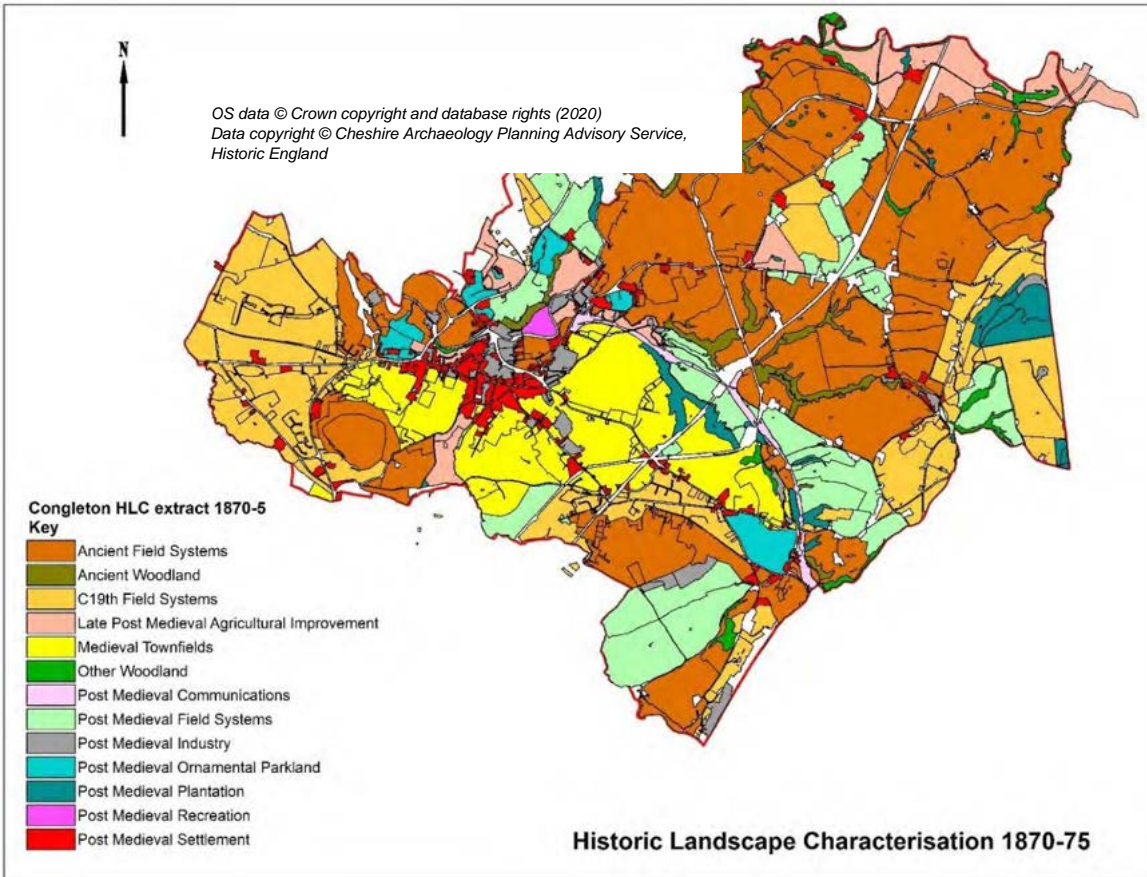 N
OS data © Crown copyright and database rights (2020)
Data copyright © Cheshire Archaeology Planning Advisory Service,
Historic England
Congleton HLC extract 1870-5
Key
Ancient Field Systems
Ancient Woodland
C19th Field Systems
Late Post Medieval Agricultural Improvement
Medieval Townfields
Other Woodland
Post Medieval Communications
Post Medieval Field Systems
Post Medieval Industry
Post Medieval Ornamental Parkland
Post Medieval Plantation
Post Medieval Recreation
Post Medieval Settlement
Historic Landscape Characterisation 1870-75